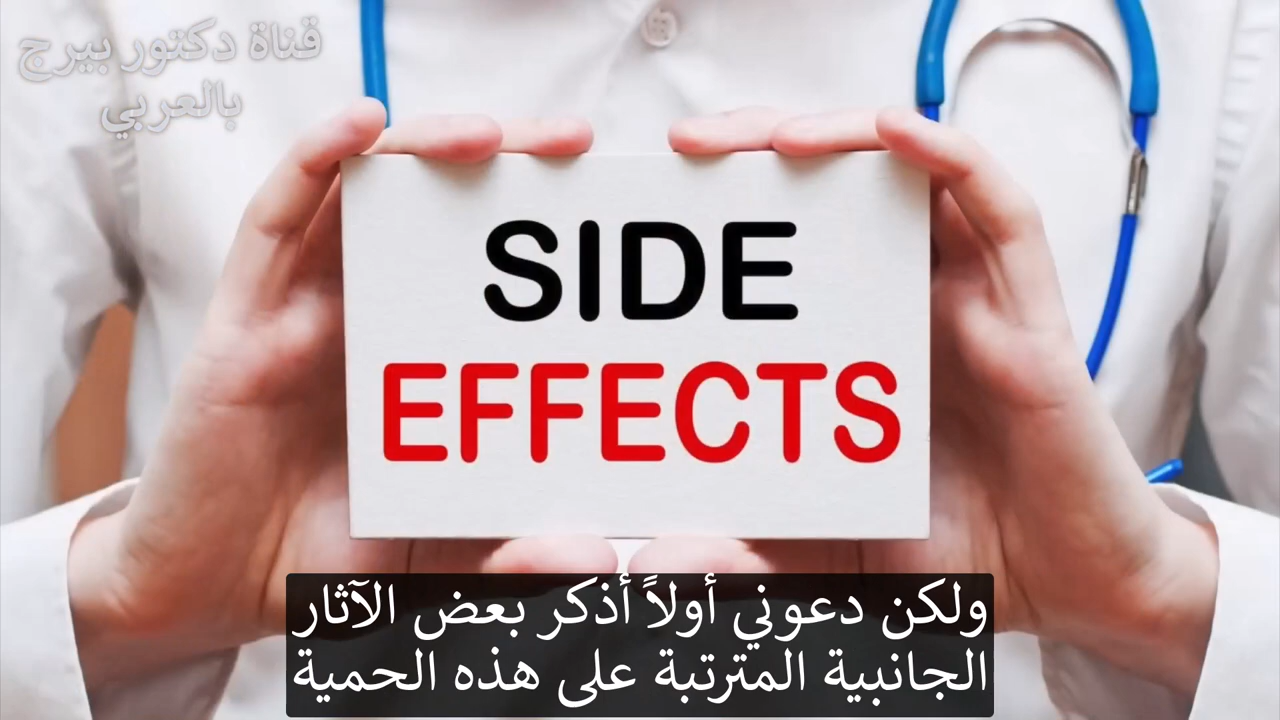 قناة دكتور بيرج
بالعربي
SIDE
EFFECTS
ولكن دعوني أولاً أذكر بعض الآثار
الجانبية المترتبة على هذه الحمية